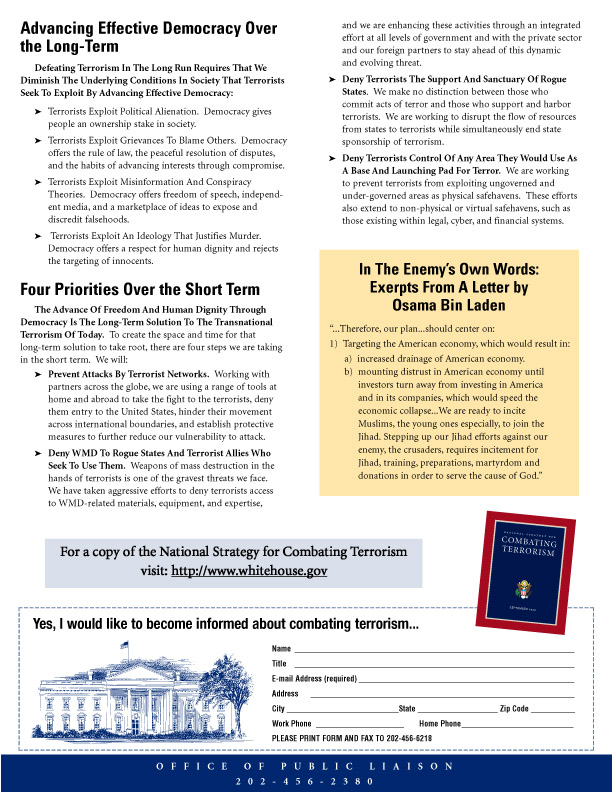 Advancing Effective Democracy Over
the Long-Term
Defeating Terrorism In The Long Run Requires That We
Diminish The Underlying Conditions In Society That Terrorists
Seek To Exploit By Advancing Effective Democracy:
➤ Terrorists Exploit Political Alienation. Democracy gives
people an ownership stake in society.
➤ Terrorists Exploit Grievances To Blame Others. Democracy
offers the rule of law, the peaceful resolution of disputes,
and the habits of advancing interests through compromise.
➤ Terrorists Exploit Misinformation And Conspiracy
Theories. Democracy offers freedom of speech, independ-
ent media, and a marketplace of ideas to expose and
discredit falsehoods.
➤ Terrorists Exploit An Ideology That Justifies Murder.
Democracy offers a respect for human dignity and rejects
the targeting of innocents.
Four Priorities Over the Short Term
The Advance Of Freedom And Human Dignity Through
Democracy Is The Long-Term Solution To The Transnational
Terrorism Of Today. To create the space and time for that
long-term solution to take root, there are four steps we are taking
in the short term. We will:
➤ Prevent Attacks By Terrorist Networks. Working with
partners across the globe, we are using a range of tools at
home and abroad to take the fight to the terrorists, deny
them entry to the United States, hinder their movement
across international boundaries, and establish protective
measures to further reduce our vulnerability to attack.
➤ Deny WMD To Rogue States And Terrorist Allies Who
Seek To Use Them. Weapons of mass destruction in the
hands of terrorists is one of the gravest threats we face.
We have taken aggressive efforts to deny terrorists access
to WMD-related materials, equipment, and expertise,
and we are enhancing these activities through an integrated
effort at all levels of government and with the private sector
and our foreign partners to stay ahead of this dynamic
and evolving threat.
➤ Deny Terrorists The Support And Sanctuary Of Rogue
States. We make no distinction between those who
commit acts of terror and those who support and harbor
terrorists. We are working to disrupt the flow of resources
from states to terrorists while simultaneously end state
sponsorship of terrorism.
➤ Deny Terrorists Control Of Any Area They Would Use As
A Base And Launching Pad For Terror. We are working
to prevent terrorists from exploiting ungoverned and
under-governed areas as physical safehavens. These efforts
also extend to non-physical or virtual safehavens, such as
those existing within legal, cyber, and financial systems.
In The Enemy's Own Words:
Exerpts From A Letter by
Osama Bin Laden
“...Therefore, our plan...should center on:
1) Targeting the American economy, which would result in:
a) increased drainage of American economy.
b) mounting distrust in American economy until
investors turn away from investing in America
and in its companies, which would speed the
economic collapse...We are ready to incite
Muslims, the young ones especially, to join the
Jihad. Stepping up our Jihad efforts against our
enemy, the crusaders, requires incitement for
Jihad, training, preparations, martyrdom and
donations in order to serve the cause of God.”
For a copy of the National Strategy for Combating Terrorism
visit: http://www.whitehouse.gov
NATIONAL STRATEGY FOR
COMBATING
TERRORISM
Yes, I would like to become informed about combating terrorism...
Name
Title
E-mail Address (required)
Address
City State Zip Code
Work Phone Home Phone
PLEASE PRINT FORM AND FAX TO 202-456-6218
OFFICE OF PUBLIC LIAISON
202-456-2380